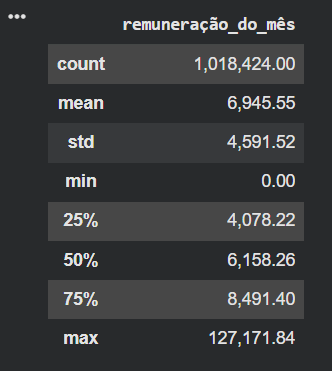 remuneração_do_mês
count 1,018,424.00
mean 6,945.55
std 4,591.52
min 0.00
25% 4,078.22
50% 6,158.26
75% 8,491.40
max 127,171.84